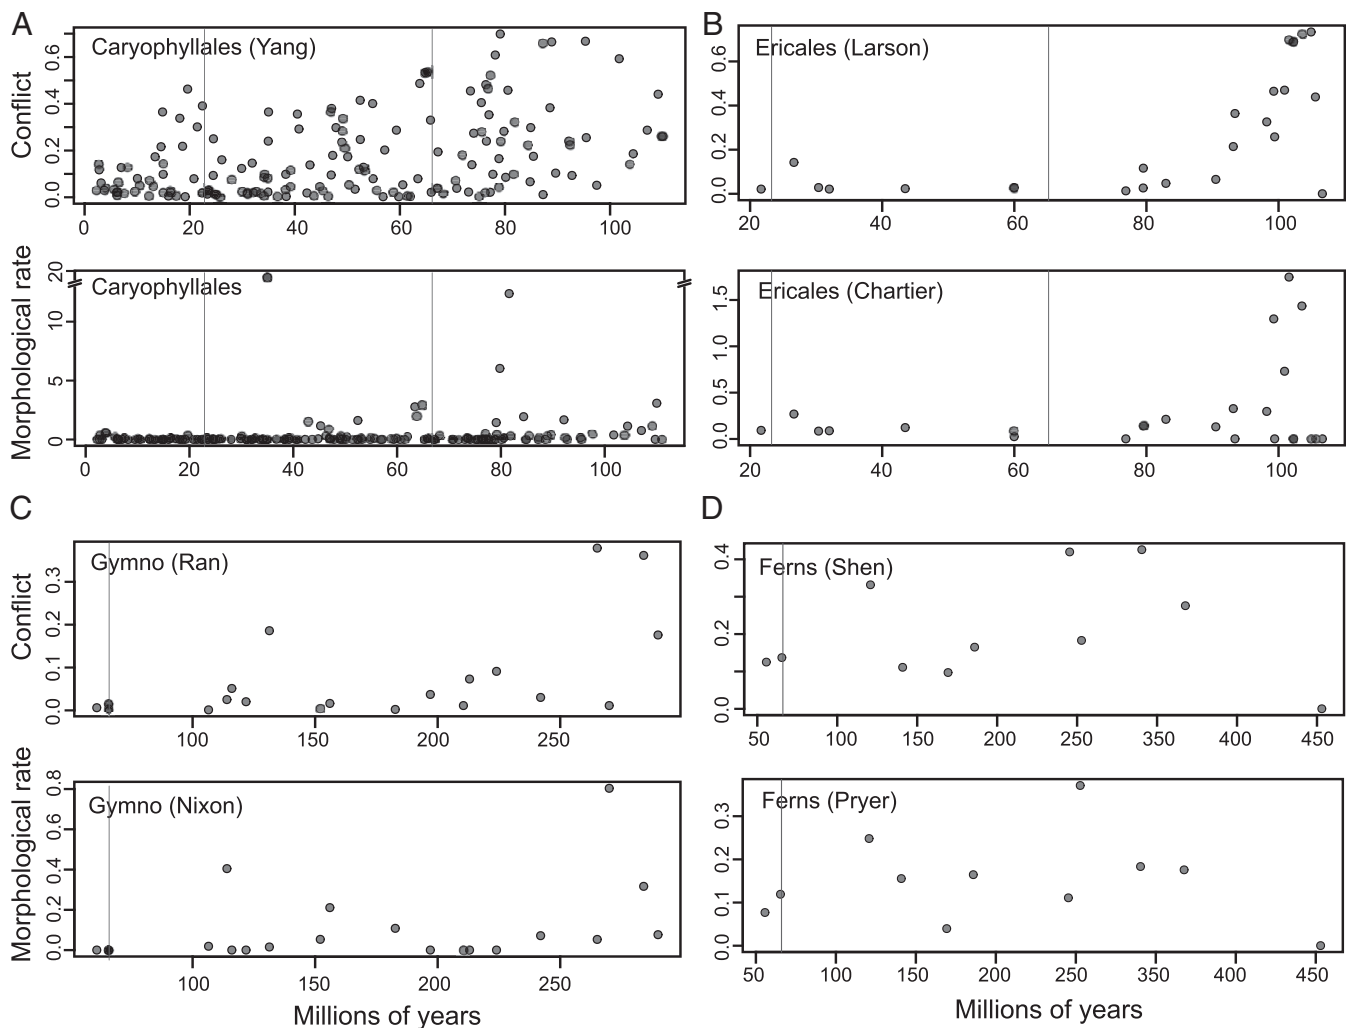 A
Caryophyllales (Yang)
Conflict
0.0 0.2 0.4 0.6
0 20 40 60 80 100
Caryophyllales
Morphological rate
0 5 10 20
0 20 40 60 80 100
B
Ericales (Larson)
0.0 0.2 0.4 0.6
20 40 60 80 100
Ericales (Chartier)
0.0 0.5 1.0 1.5
20 40 60 80 100
C
Gymno (Ran)
Conflict
0.0 0.1 0.2 0.3
100 150 200 250
Gymno (Nixon)
Morphological rate
0.0 0.2 0.4 0.6 0.8
100 150 200 250
Millions of years
D
Ferns (Shen)
0.0 0.2 0.4
50 100 150 200 250 300 350 400 450
Ferns (Pryer)
0.0 0.1 0.2 0.3
50 100 150 200 250 300 350 400 450
Millions of years